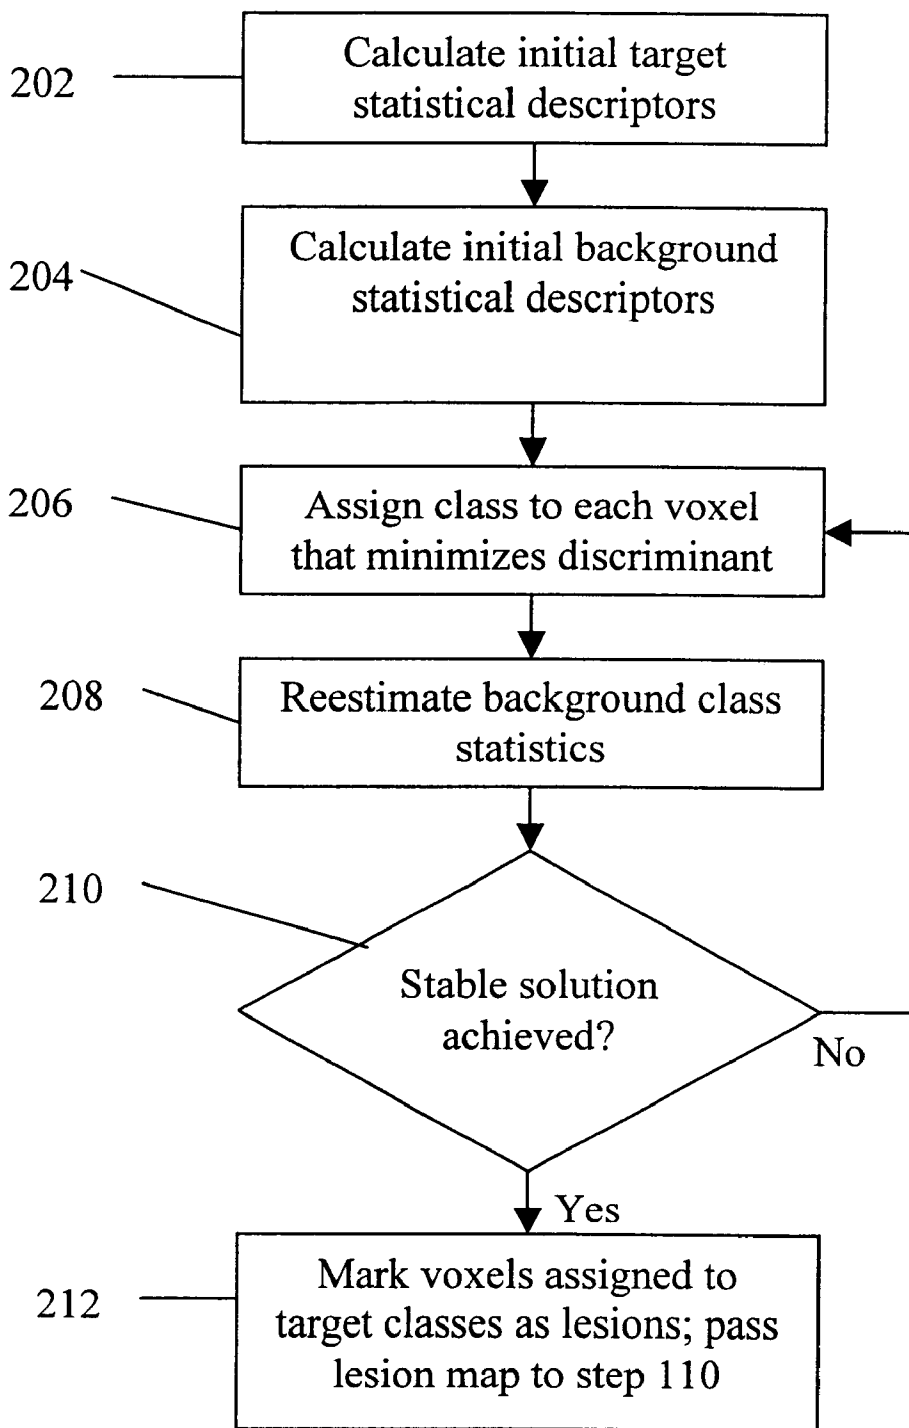 202
Calculate initial target
statistical descriptors
204
Calculate initial background
statistical descriptors
206
Assign class to each voxel
that minimizes discriminant
208
Reestimate background class
statistics
210
Stable solution
achieved?
No
Yes
212
Mark voxels assigned to
target classes as lesions; pass
lesion map to step 110